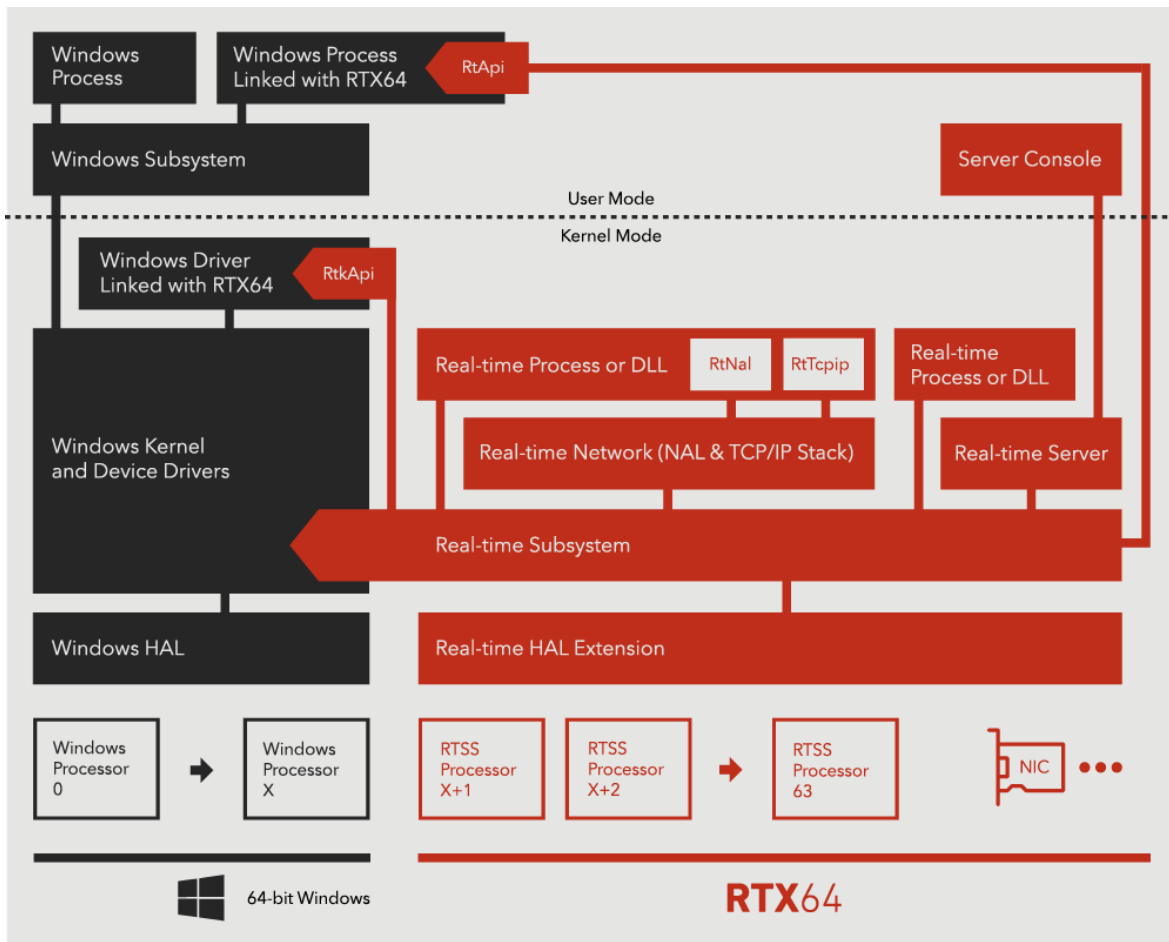 Windows
Process
Windows Process
Linked with RTX64
RtApi
Windows Subsystem
Server Console
User Mode
Kernel Mode
Windows Driver
Linked with RTX64
RtkApi
Real-time Process or DLL
RtNal
RtTcpip
Real-time
Process or DLL
Windows Kernel
and Device Drivers
Real-time Network (NAL & TCP/IP Stack)
Real-time Server
Real-time Subsystem
Windows HAL
Real-time HAL Extension
Windows
Processor
0
Windows
Processor
X
RTSS
Processor
X+1
RTSS
Processor
X+2
RTSS
Processor
63
NIC
64-bit Windows
RTX64